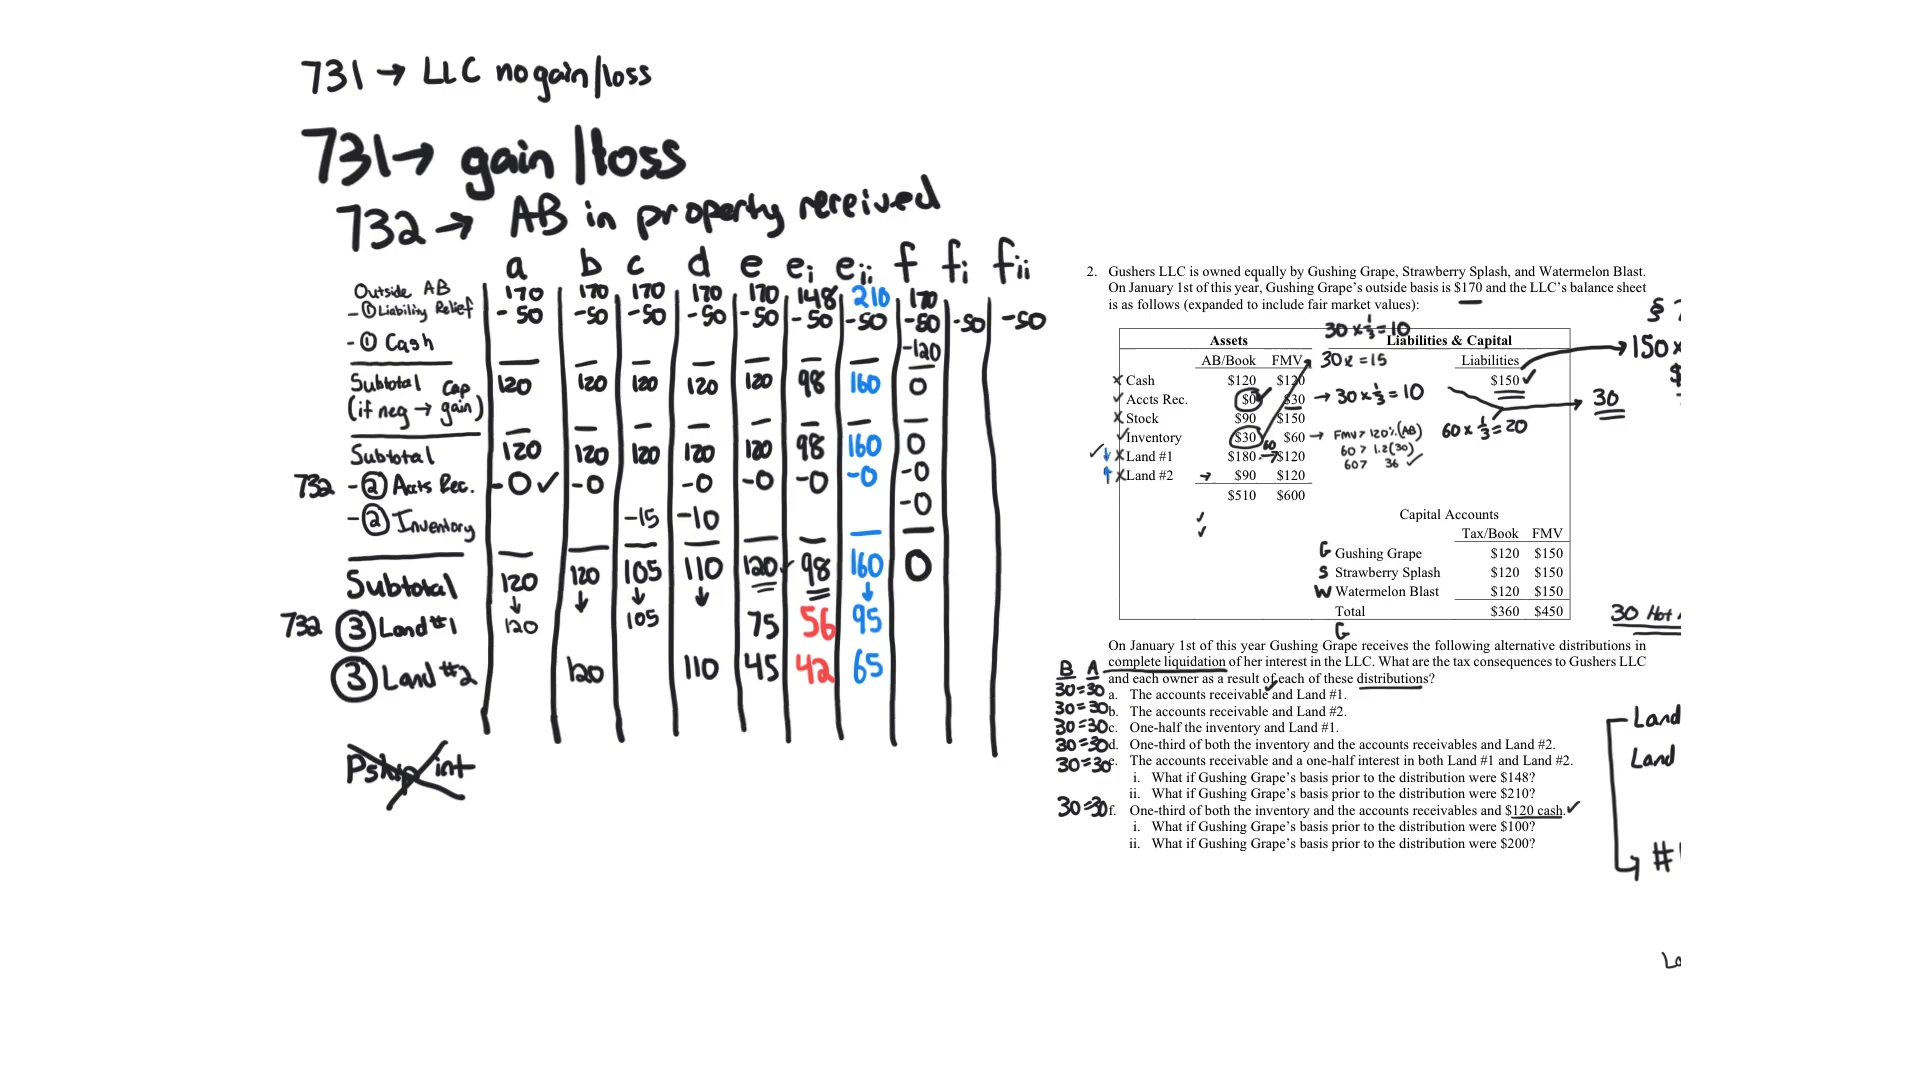 731 → LLC no gain/loss
731 → gain/loss
732 → AB in property received
a b c d e ei eii f fi fii
Outside AB 170 170 170 170 170 148 210 170
- ① Liability Relief -50 -50 -50 -50 -50 -50 -50 -50 -50 -50
- ① Cash -120
Subtotal Cap (if neg → gain) 120 120 120 120 120 98 160 0
Subtotal 120 120 120 120 120 98 160 0
732 - ② Accts Rec. -0 ✓ -0 -0 -0 -0 -0 -0
- ② Inventory -15 -10 -0
Subtotal 120 120 105 110 120 98 160 0
732 ③ Land #1 120 105 75 56 95
③ Land #2 120 110 45 42 65
Pship int
2. Gushers LLC is owned equally by Gushing Grape, Strawberry Splash, and Watermelon Blast.
On January 1st of this year, Gushing Grape's outside basis is $170 and the LLC's balance sheet
is as follows (expanded to include fair market values):
30 x 1/3 = 10
Assets Liabilities & Capital
AB/Book FMV 30x = 15 Liabilities
Cash $120 $120 $150 ✓ → 150x
Accts Rec. $0 $30 → 30 x 1/3 = 10 → 30
Stock $90 $150
Inventory $30 $60 → FMV > 120% (AB) 60 x 1/3 = 20
60 > 1.2(30)
Land #1 $180 → $120 60
60 > 36 ✓
Land #2 → $90 $120
$510 $600
Capital Accounts
Tax/Book FMV
G Gushing Grape $120 $150
S Strawberry Splash $120 $150
W Watermelon Blast $120 $150
Total $360 $450
30 Hot
G
On January 1st of this year Gushing Grape receives the following alternative distributions in
complete liquidation of her interest in the LLC. What are the tax consequences to Gushers LLC
and each owner as a result of each of these distributions?
B A
30=30 a. The accounts receivable and Land #1.
30=30 b. The accounts receivable and Land #2.
30=30 c. One-half the inventory and Land #1.
30=30 d. One-third of both the inventory and the accounts receivables and Land #2.
30=30 e. The accounts receivable and a one-half interest in both Land #1 and Land #2.
i. What if Gushing Grape's basis prior to the distribution were $148?
ii. What if Gushing Grape's basis prior to the distribution were $210?
30=30 f. One-third of both the inventory and the accounts receivables and $120 cash. ✓
i. What if Gushing Grape's basis prior to the distribution were $100?
ii. What if Gushing Grape's basis prior to the distribution were $200?
§
$
Land
Land
#